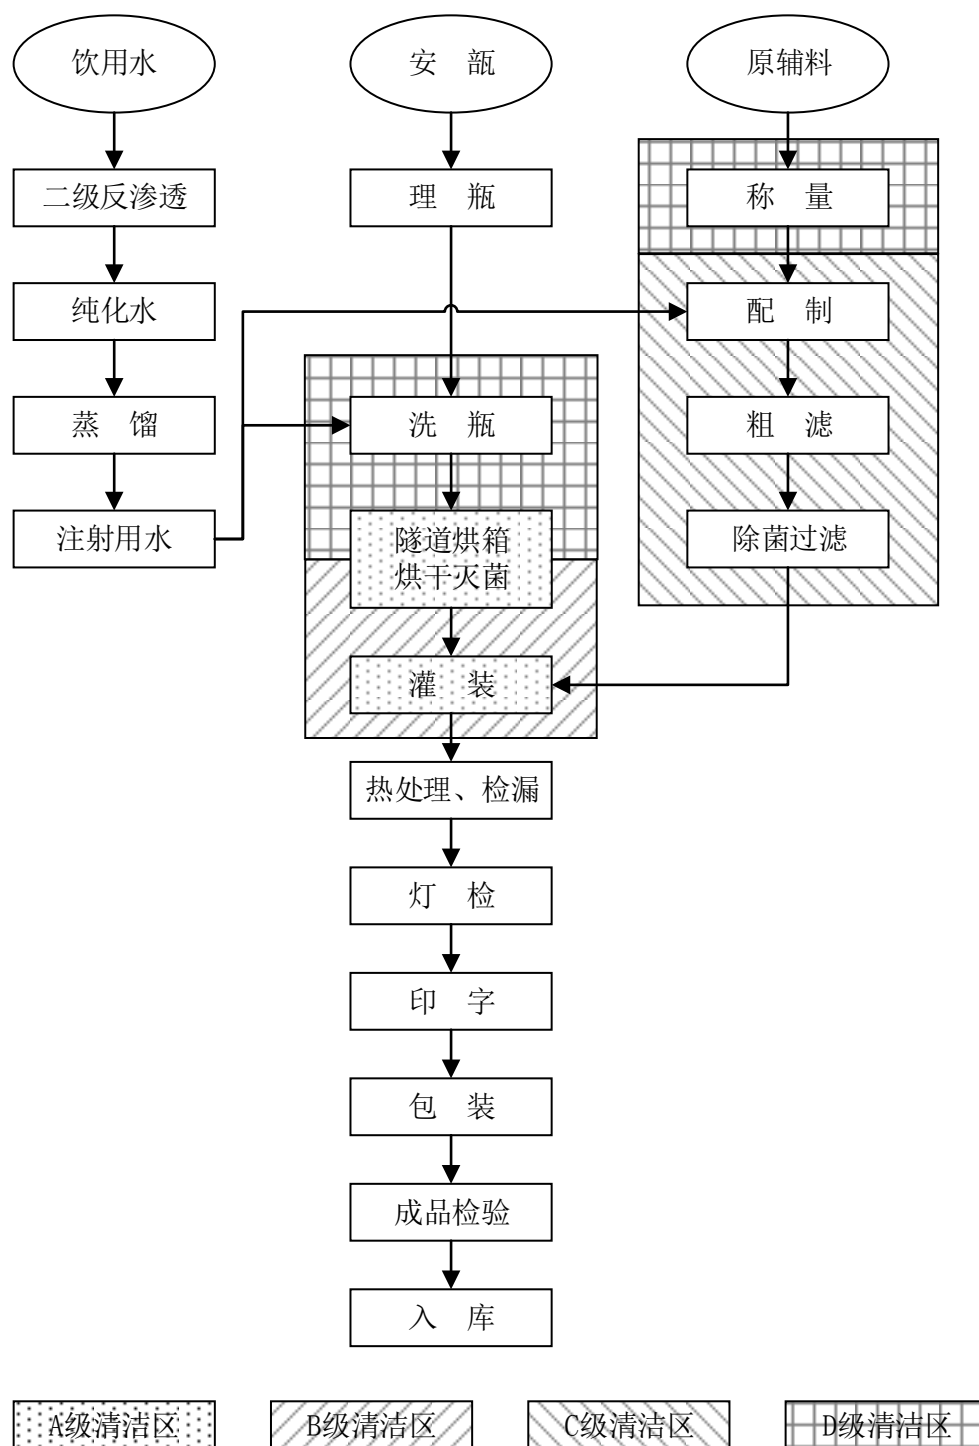 饮用水
安 瓿
原辅料
二级反渗透
理 瓶
称 量
纯化水
配 制
蒸 馏
洗 瓶
粗 滤
注射用水
隧道烘箱
烘干灭菌
除菌过滤
灌 装
热处理、检漏
灯 检
印 字
包 装
成品检验
入 库
A级清洁区
B级清洁区
C级清洁区
D级清洁区